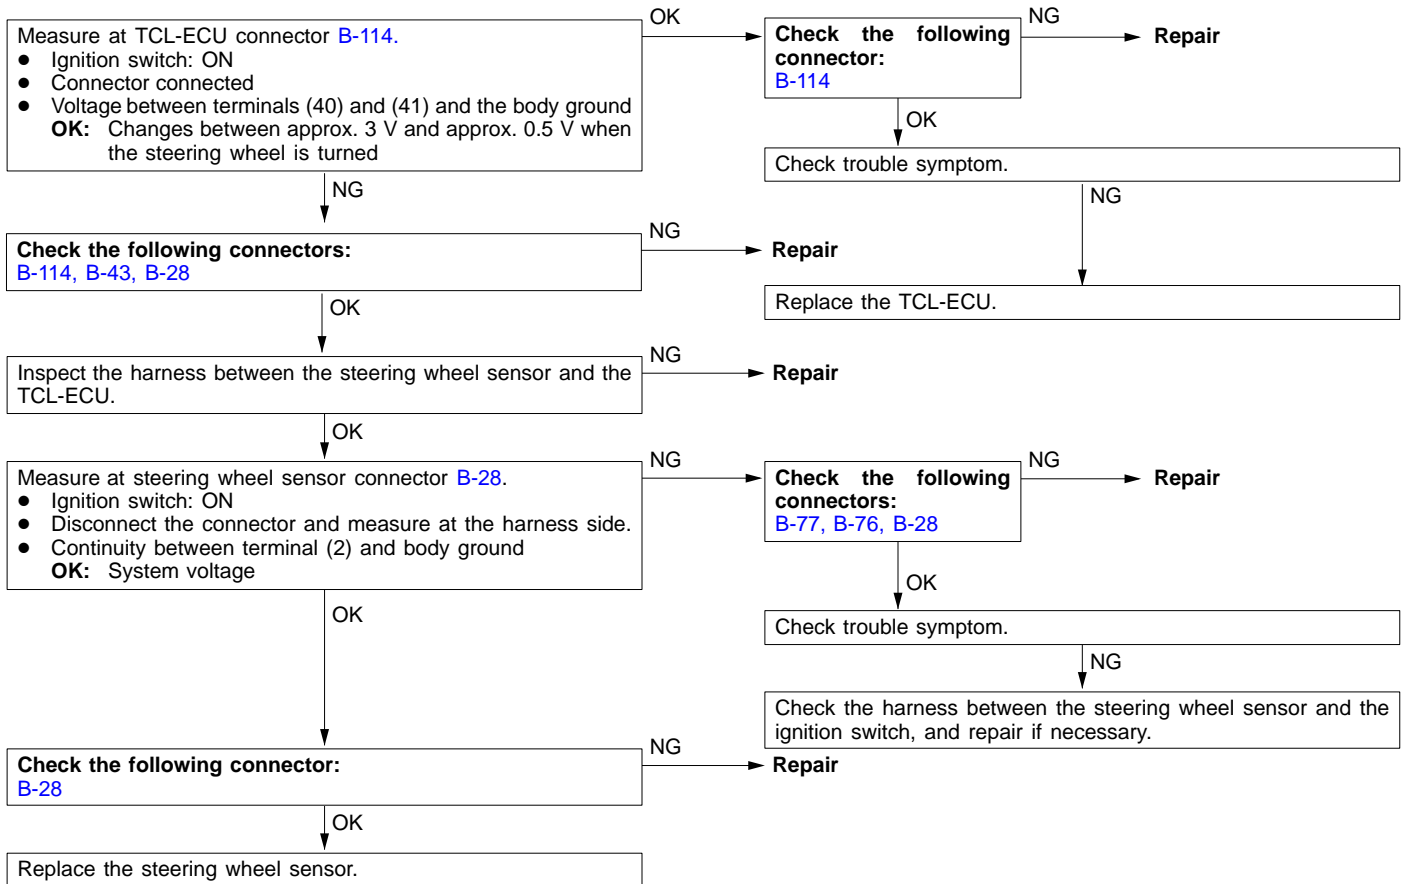 Measure at TCL-ECU connector B-114.
● Ignition switch: ON
● Connector connected
● Voltage between terminals (40) and (41) and the body ground
OK: Changes between approx. 3 V and approx. 0.5 V when
the steering wheel is turned
OK
Check the following
connector:
B-114
NG
Repair
OK
Check trouble symptom.
NG
Replace the TCL-ECU.
NG
Check the following connectors:
B-114, B-43, B-28
NG
Repair
OK
Inspect the harness between the steering wheel sensor and the
TCL-ECU.
NG
Repair
OK
Measure at steering wheel sensor connector B-28.
● Ignition switch: ON
● Disconnect the connector and measure at the harness side.
● Continuity between terminal (2) and body ground
OK: System voltage
NG
Check the following
connectors:
B-77, B-76, B-28
NG
Repair
OK
Check trouble symptom.
NG
Check the harness between the steering wheel sensor and the
ignition switch, and repair if necessary.
OK
Check the following connector:
B-28
NG
Repair
OK
Replace the steering wheel sensor.